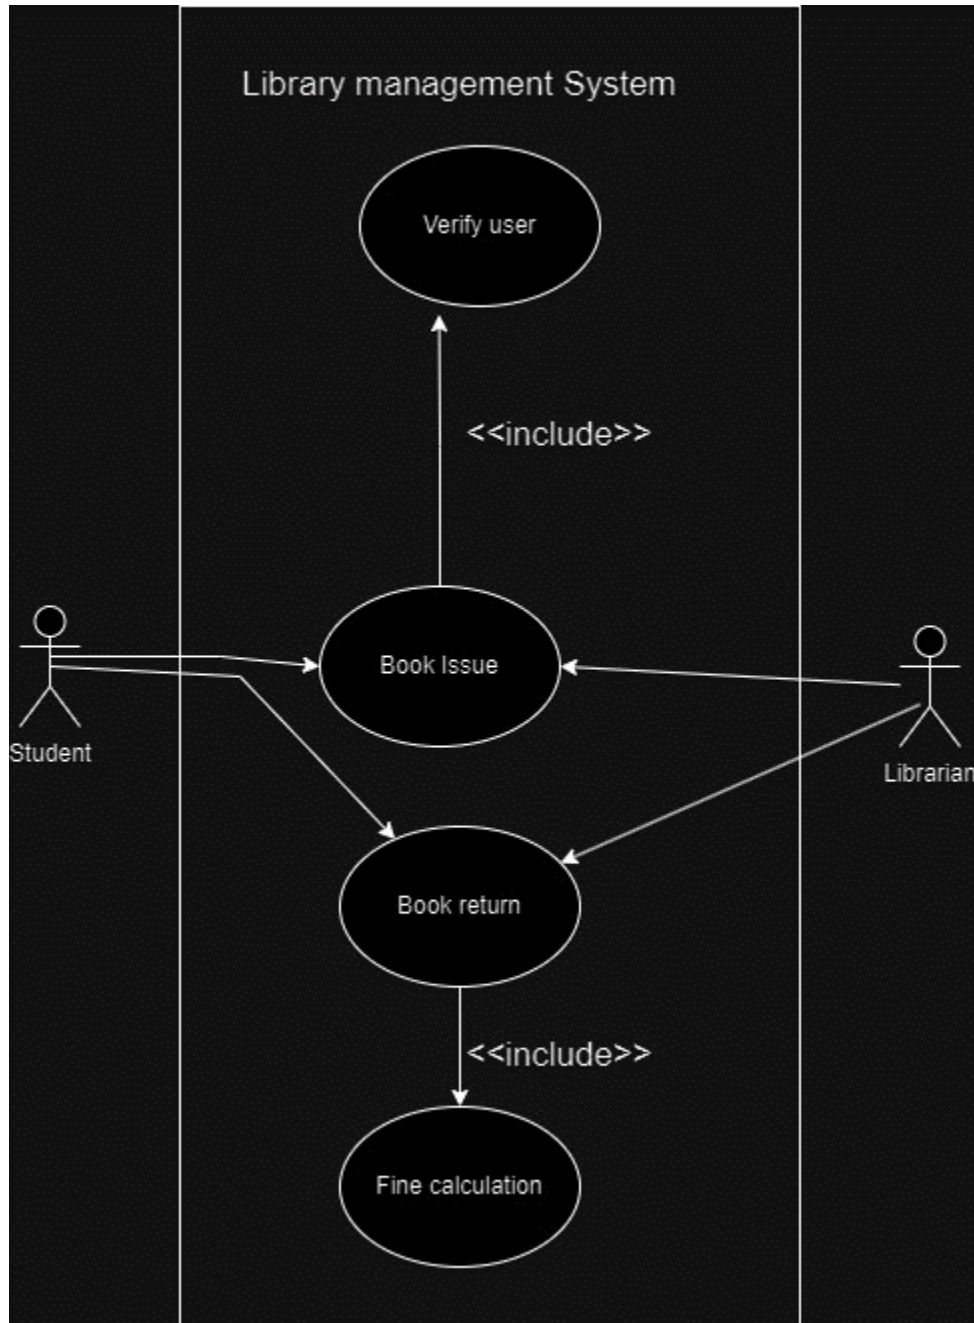 Library management System
Verify user
<<include>>
Book Issue
Student
Librarian
Book return
<<include>>
Fine calculation